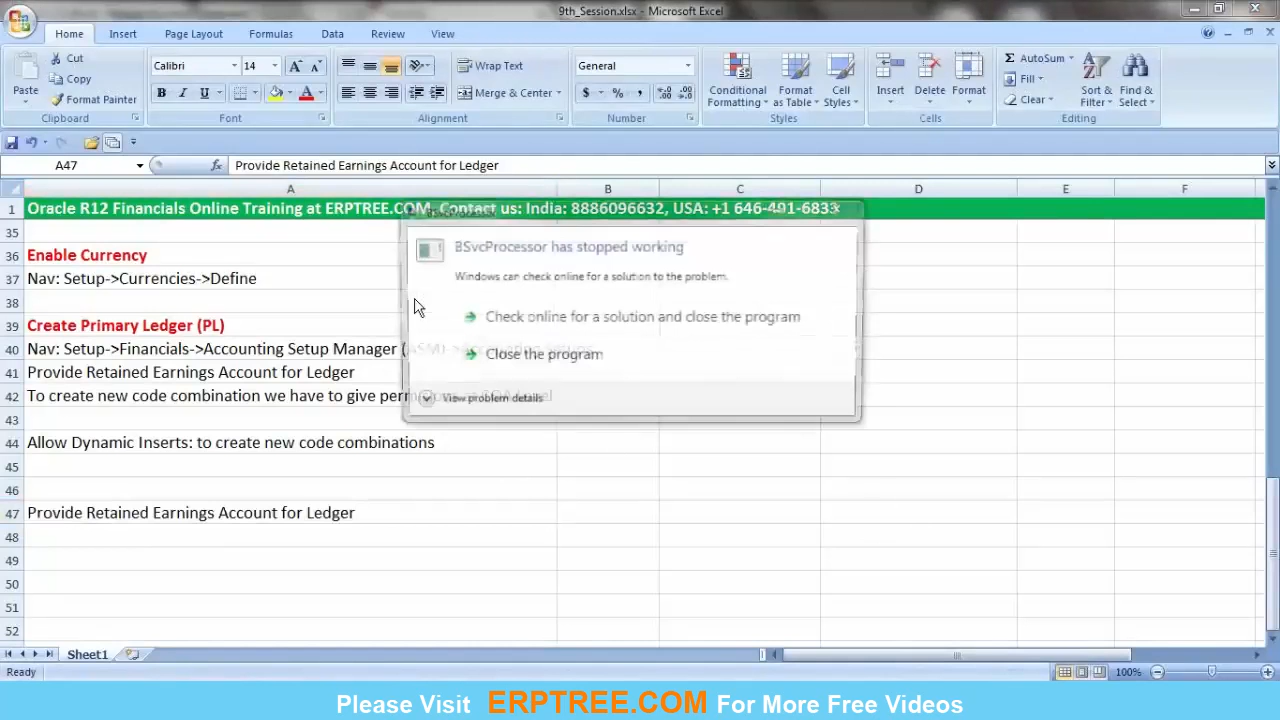 9th_Session.xlsx - Microsoft Excel
Home Insert Page Layout Formulas Data Review View
Paste
Cut
Copy
Format Painter
Clipboard
Calibri 14
B I U
Font
Wrap Text
Merge & Center
Alignment
General
$ % ,
Number
Conditional Formatting
Format as Table
Cell Styles
Styles
Insert Delete Format
Cells
AutoSum
Fill
Clear
Sort & Filter
Find & Select
Editing
A47 fx Provide Retained Earnings Account for Ledger
A B C D E F
1 Oracle R12 Financials Online Training at ERPTREE.COM, Contact us: India: 8886096632, USA: +1 646-491-6833
BSvcProcessor
35
BSvcProcessor has stopped working
36 Enable Currency
Windows can check online for a solution to the problem.
37 Nav: Setup->Currencies->Define
38
Check online for a solution and close the program
39 Create Primary Ledger (PL)
40 Nav: Setup->Financials->Accounting Setup Manager (ASM)->Accounting Setups
Close the program
41 Provide Retained Earnings Account for Ledger
42 To create new code combination we have to give
View problem details
43
44 Allow Dynamic Inserts: to create new code combinations
45
46
47 Provide Retained Earnings Account for Ledger
48
49
50
51
52
Sheet1
Ready 100%
Please Visit ERPTREE.COM For More Free Videos